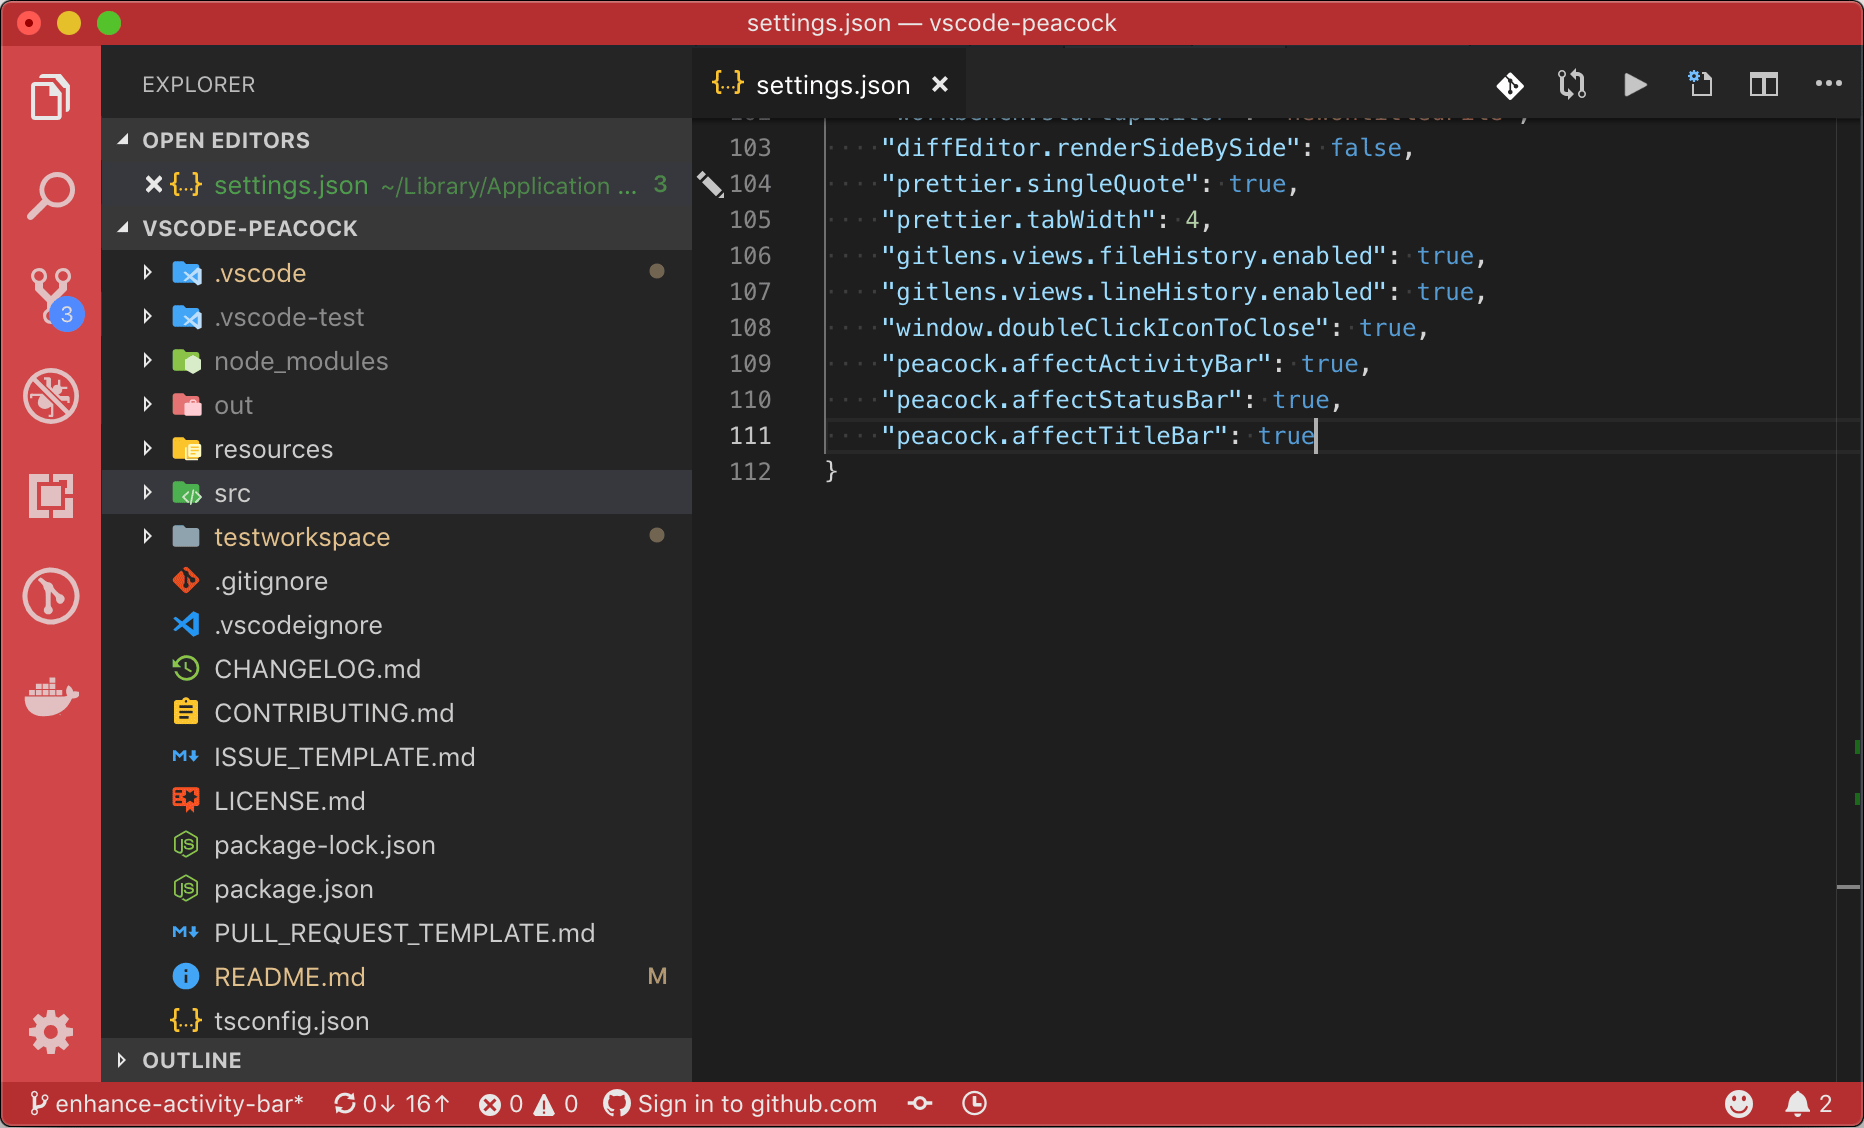 settings.json — vscode-peacock
EXPLORER
OPEN EDITORS
settings.json ~/Library/Application ... 3
VSCODE-PEACOCK
.vscode
.vscode-test
node_modules
out
resources
src
testworkspace
.gitignore
.vscodeignore
CHANGELOG.md
CONTRIBUTING.md
ISSUE_TEMPLATE.md
LICENSE.md
package-lock.json
package.json
PULL_REQUEST_TEMPLATE.md
README.md M
{...} tsconfig.json
OUTLINE
3
{...} settings.json
103 "diffEditor.renderSideBySide": false,
104 "prettier.singleQuote": true,
105 "prettier.tabWidth": 4,
106 "gitlens.views.fileHistory.enabled": true,
107 "gitlens.views.lineHistory.enabled": true,
108 "window.doubleClickIconToClose": true,
109 "peacock.affectActivityBar": true,
110 "peacock.affectStatusBar": true,
111 "peacock.affectTitleBar": true
112 }
enhance-activity-bar* 0↓ 16↑ 0 0 Sign in to github.com 2